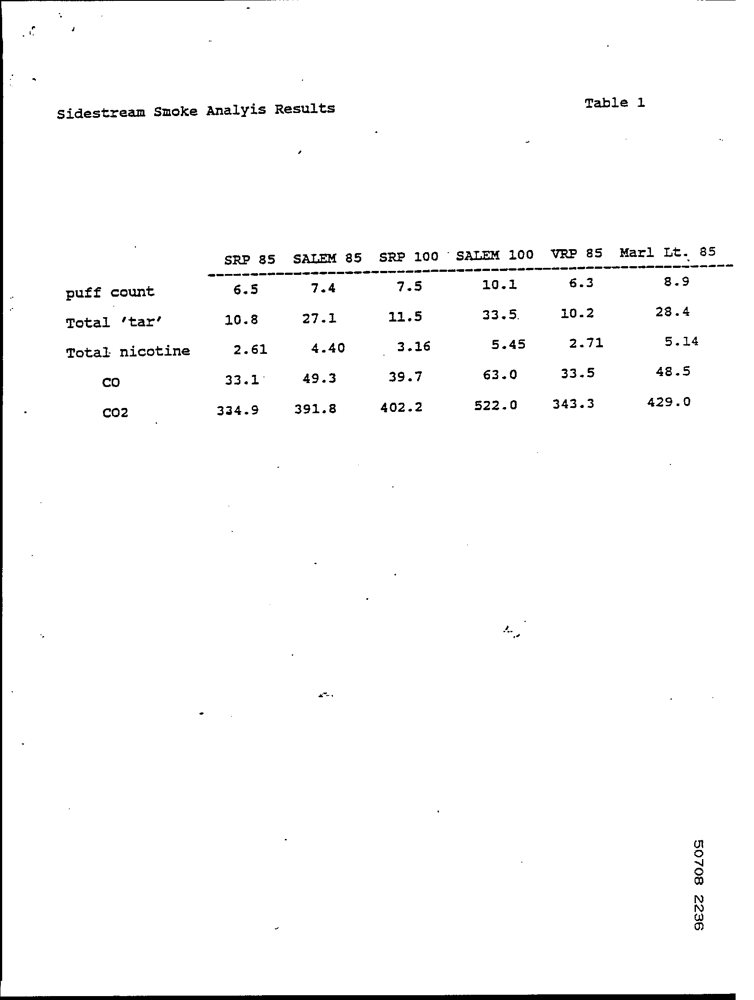 Sidestream Smoke Analyis Results Table 1
SRP 85 SALEM 85 SRP 100 SALEM 100 VRP 85 Marl Lt. 85
puff count 6.5 7.4 7.5 10.1 6.3 8.9
Total 'tar' 10.8 27.1 11.5 33.5 10.2 28.4
Total nicotine 2.61 4.40 3.16 5.45 2.71 5.14
CO 33.1 49.3 39.7 63.0 33.5 48.5
CO2 334.9 391.8 402.2 522.0 343.3 429.0
50708 2236